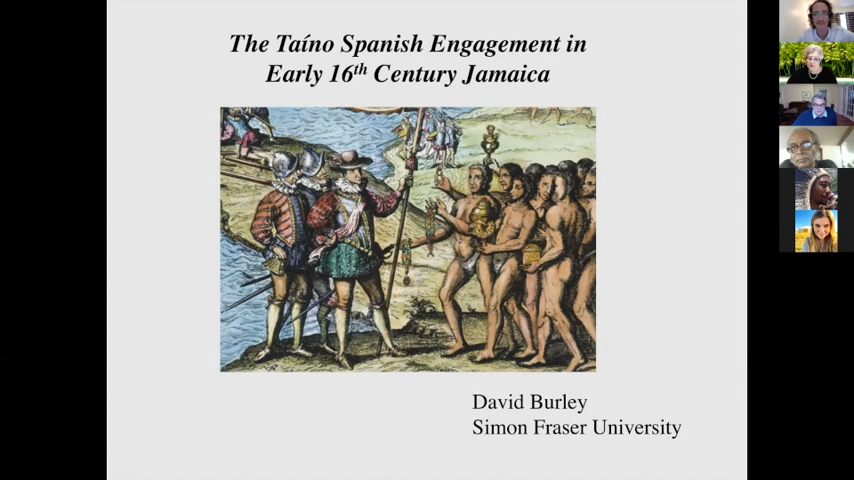 The Taíno Spanish Engagement in
Early 16th Century Jamaica
David Burley
Simon Fraser University